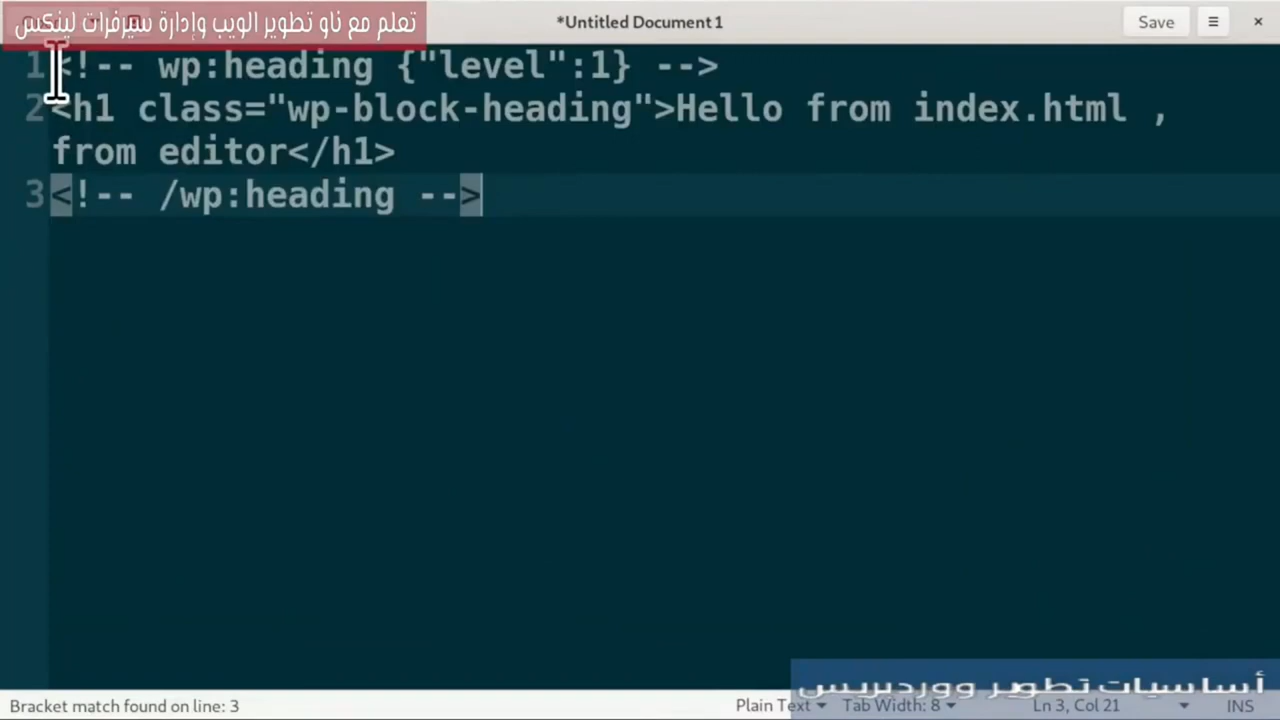 تعلم مع ناو تطوير الويب وإدارة سيرفرات لينكس
*Untitled Document 1
Save
1 <!-- wp:heading {"level":1} -->
2 <h1 class="wp-block-heading">Hello from index.html ,
from editor</h1>
3 <!-- /wp:heading -->
أساسيات تطوير ووردبريس
Bracket match found on line: 3
Plain Text
Tab Width: 8
Ln 3, Col 21
INS